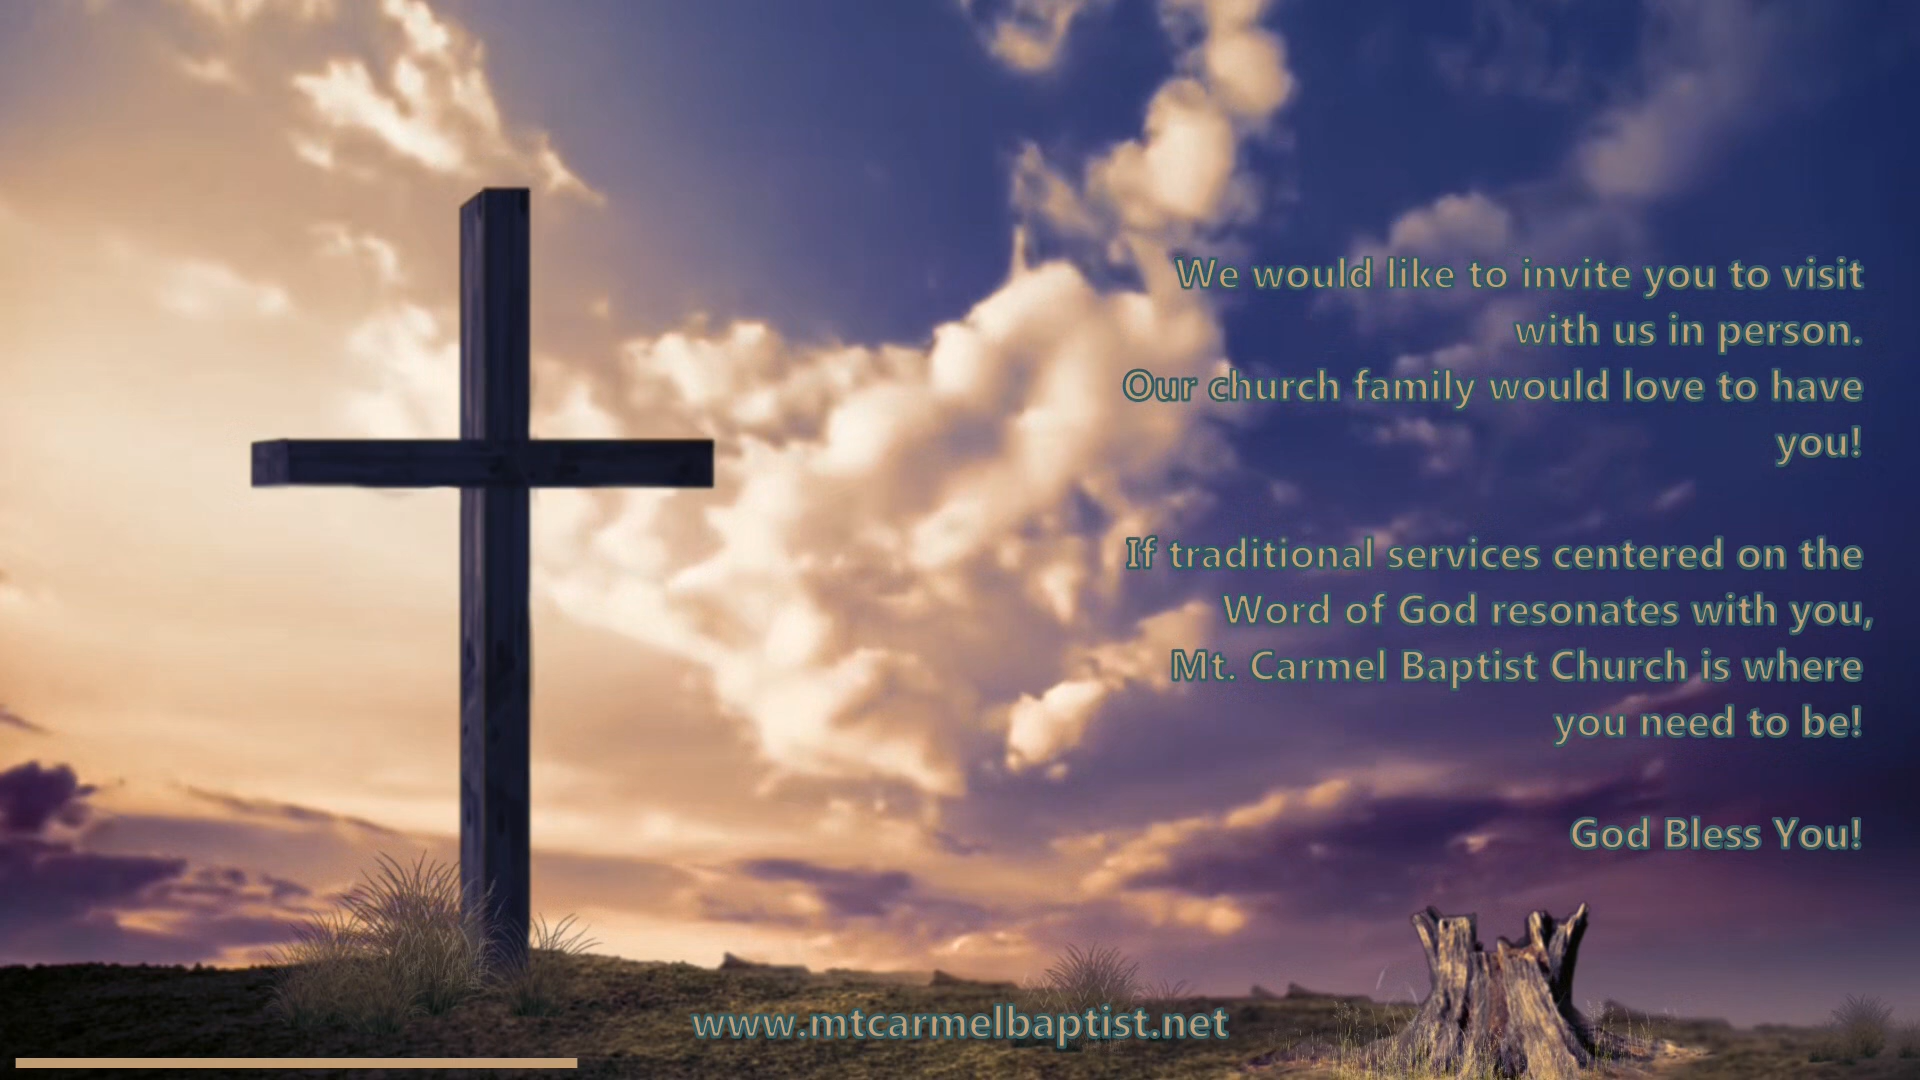 We would like to invite you to visit
with us in person.
Our church family would love to have
you!
If traditional services centered on the
Word of God resonates with you,
Mt. Carmel Baptist Church is where
you need to be!
God Bless You!
www.mtcarmelbaptist.net